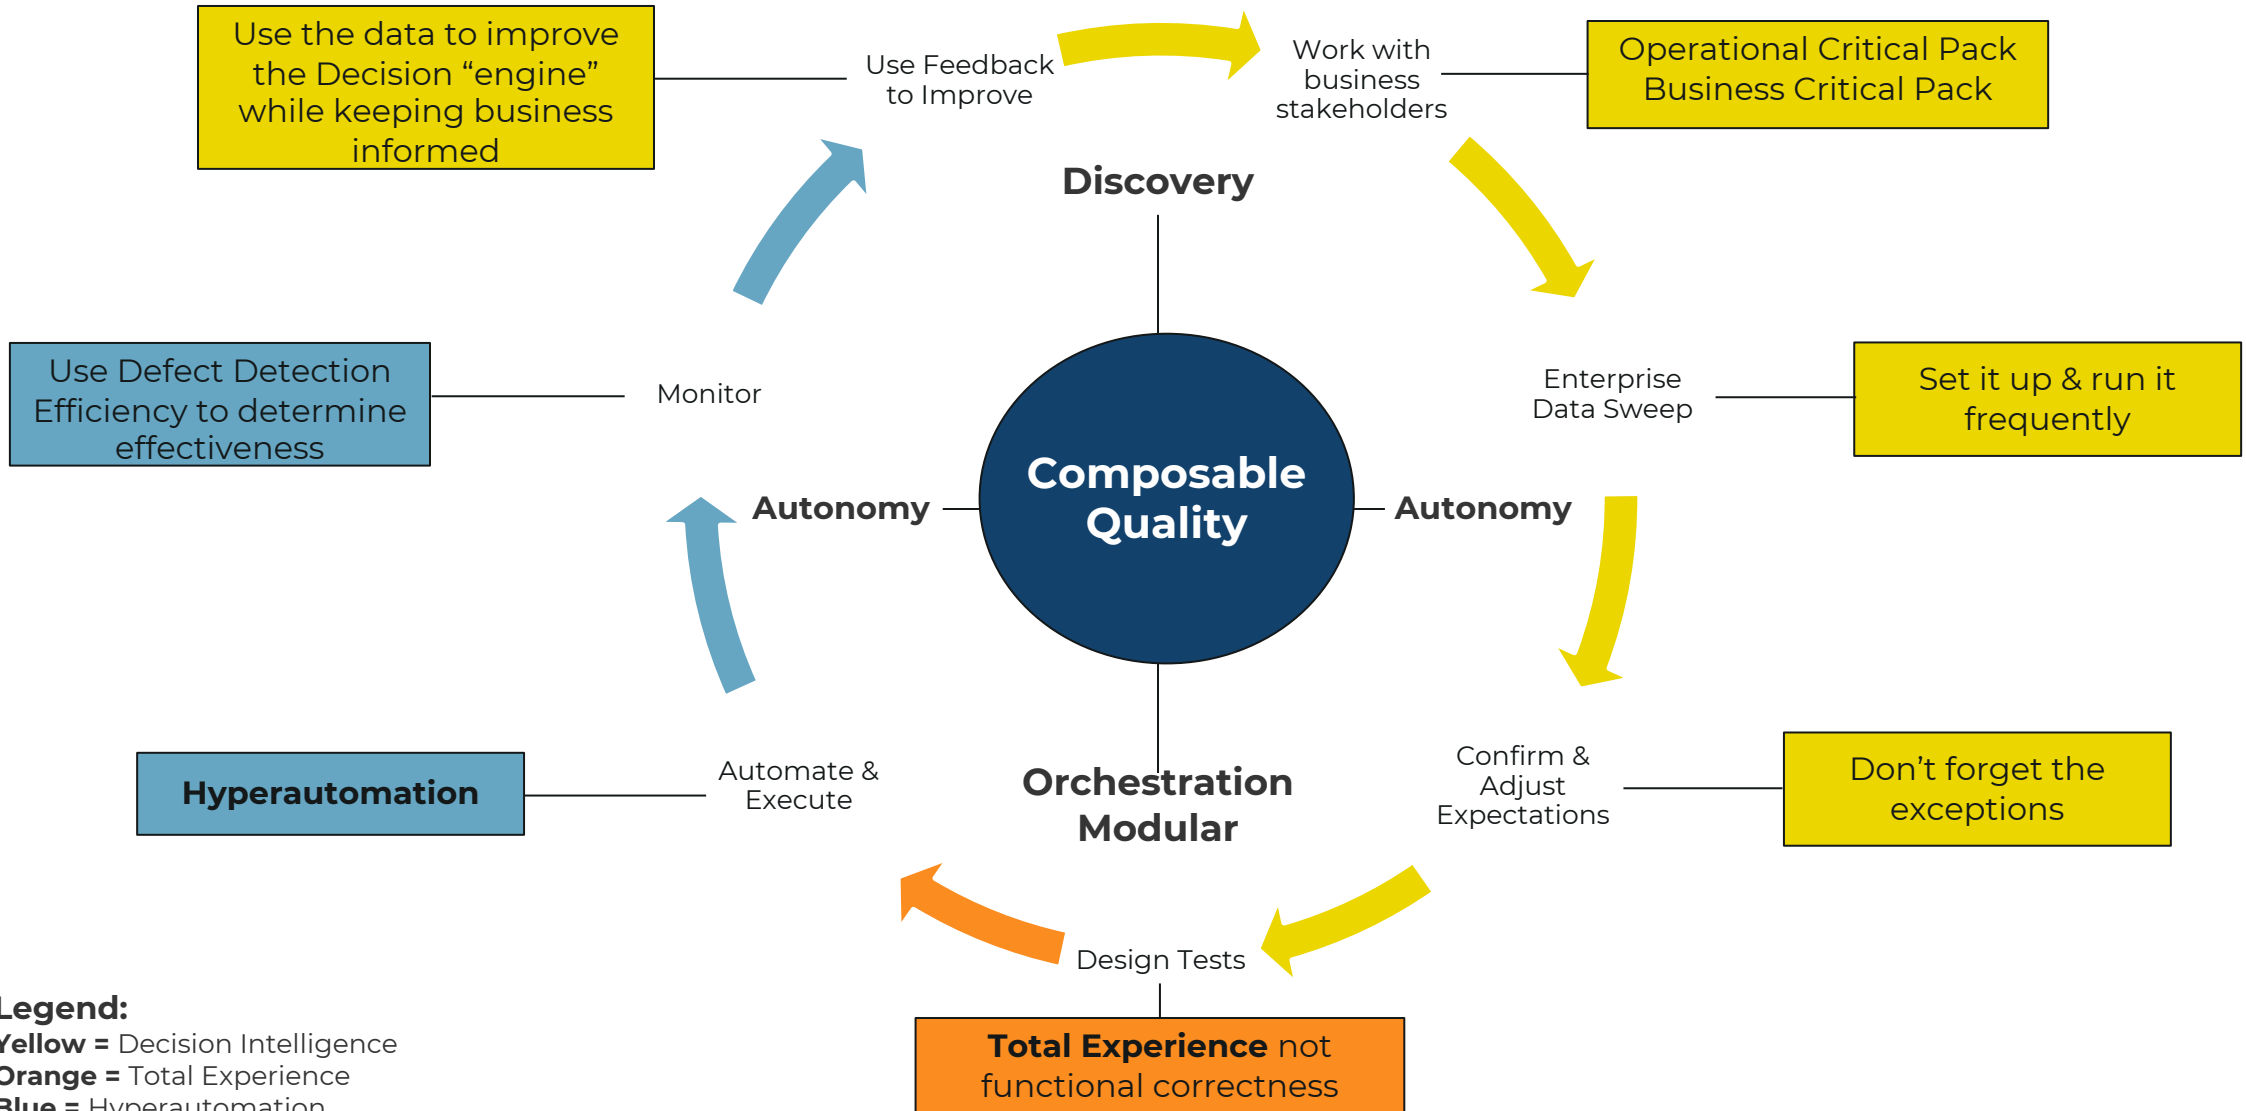 Use the data to improve
the Decision “engine”
while keeping business
informed
Use Feedback
to Improve
Work with
business
stakeholders
Operational Critical Pack
Business Critical Pack
Discovery
Use Defect Detection
Efficiency to determine
effectiveness
Monitor
Enterprise
Data Sweep
Set it up & run it
frequently
Composable
Quality
Autonomy
Autonomy
Hyperautomation
Automate &
Execute
Orchestration
Modular
Confirm &
Adjust
Expectations
Don’t forget the
exceptions
Design Tests
Total Experience not
functional correctness
Legend:
Yellow = Decision Intelligence
Orange = Total Experience
Blue = Hyperautomation